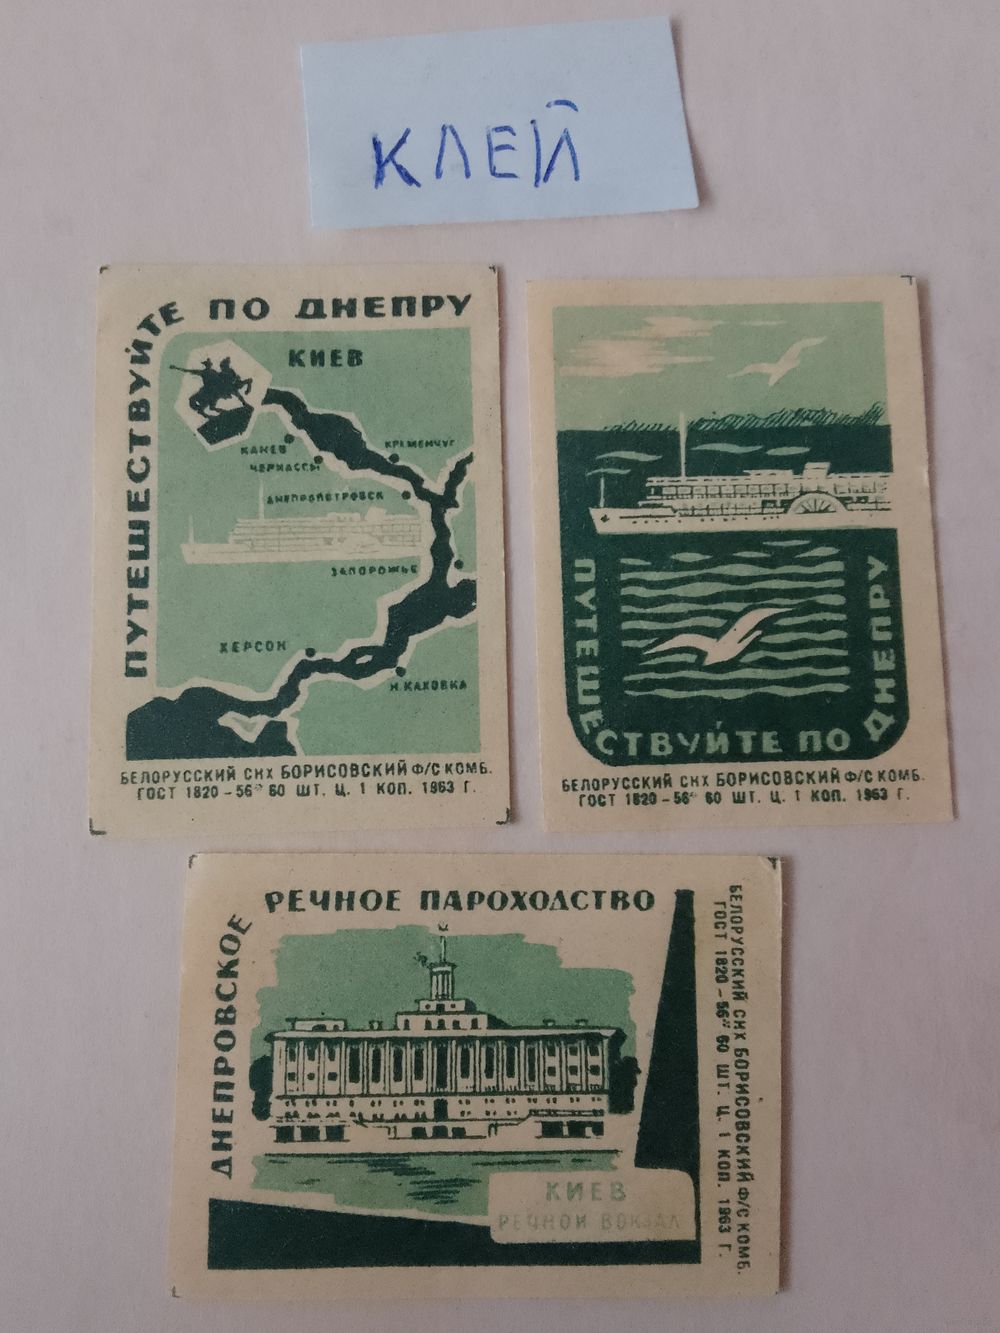 КЛЕЙ
ПУТЕШЕСТВУЙТЕ ПО ДНЕПРУ
КИЕВ
КАНЕВ
КРЕМЕНЧУГ
ЧЕРКАССЫ
ДНЕПРОПЕТРОВСК
ЗАПОРОЖЬЕ
ХЕРСОН
Н.КАХОВКА
БЕЛОРУССКИЙ СНХ БОРИСОВСКИЙ Ф/С КОМБ.
ГОСТ 1820-56* 60 ШТ. Ц. 1 КОП. 1963 Г.
ПУТЕШЕСТВУЙТЕ ПО ДНЕПРУ
БЕЛОРУССКИЙ СНХ БОРИСОВСКИЙ Ф/С КОМБ.
ГОСТ 1820-56* 60 ШТ. Ц. 1 КОП. 1963 Г.
ДНЕПРОВСКОЕ РЕЧНОЕ ПАРОХОДСТВО
КИЕВ
РЕЧНОЙ ВОКЗАЛ
БЕЛОРУССКИЙ СНХ БОРИСОВСКИЙ Ф/С КОМБ.
ГОСТ 1820-56* 60 ШТ. Ц. 1 КОП. 1963 Г.